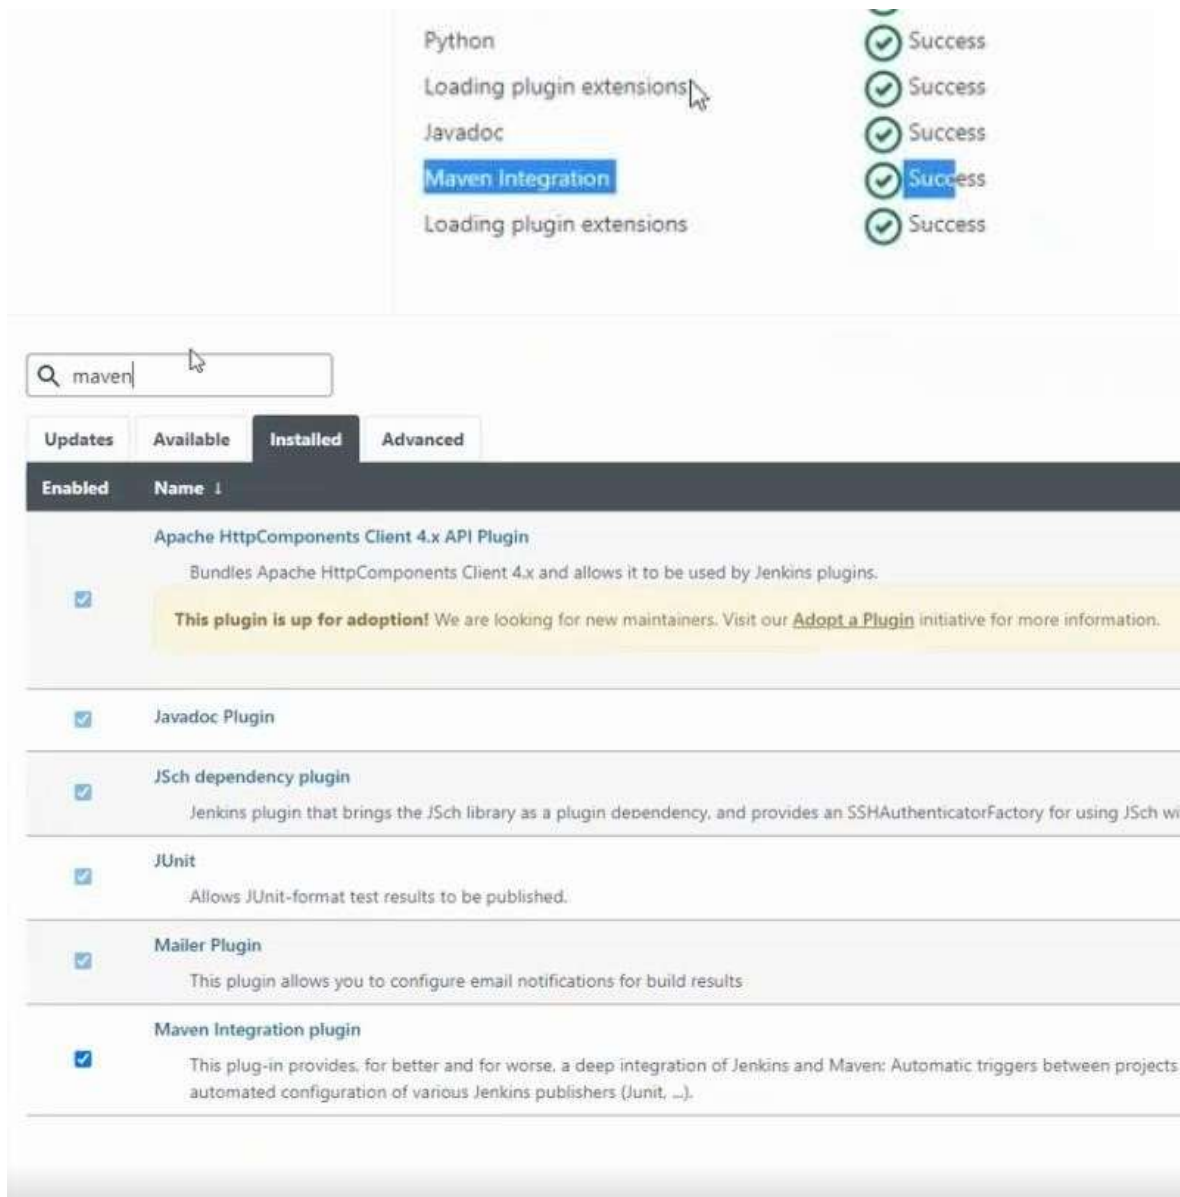 Python Success
Loading plugin extensions Success
Javadoc Success
Maven Integration Success
Loading plugin extensions Success
maven
Updates Available Installed Advanced
Enabled Name ↓
Apache HttpComponents Client 4.x API Plugin
Bundles Apache HttpComponents Client 4.x and allows it to be used by Jenkins plugins.
This plugin is up for adoption! We are looking for new maintainers. Visit our Adopt a Plugin initiative for more information.
Javadoc Plugin
JSch dependency plugin
Jenkins plugin that brings the JSch library as a plugin dependency, and provides an SSHAuthenticatorFactory for using JSch wi
JUnit
Allows JUnit-format test results to be published.
Mailer Plugin
This plugin allows you to configure email notifications for build results
Maven Integration plugin
This plug-in provides, for better and for worse, a deep integration of Jenkins and Maven: Automatic triggers between projects
automated configuration of various Jenkins publishers (Junit, ...).